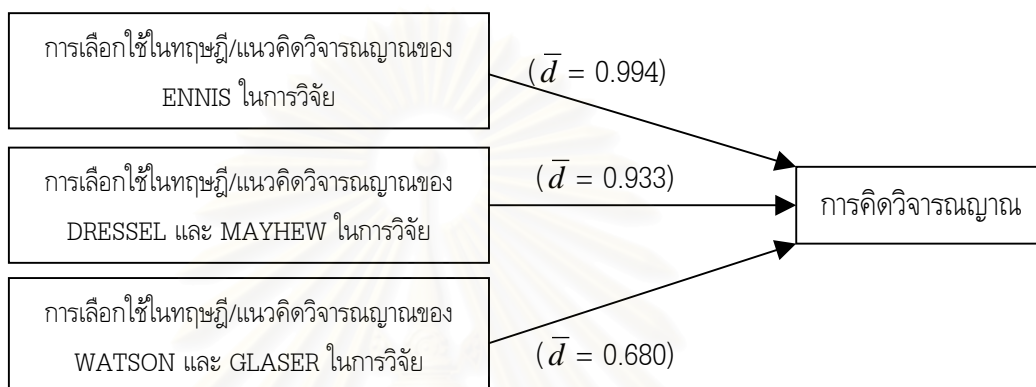 การเลือกใช้ในทฤษฎี/แนวคิดวิจารณญาณของ
ENNIS ในการวิจัย
(d̅ = 0.994)
การเลือกใช้ในทฤษฎี/แนวคิดวิจารณญาณของ
DRESSEL และ MAYHEW ในการวิจัย
(d̅ = 0.933)
การคิดวิจารณญาณ
การเลือกใช้ในทฤษฎี/แนวคิดวิจารณญาณของ
WATSON และ GLASER ในการวิจัย
(d̅ = 0.680)